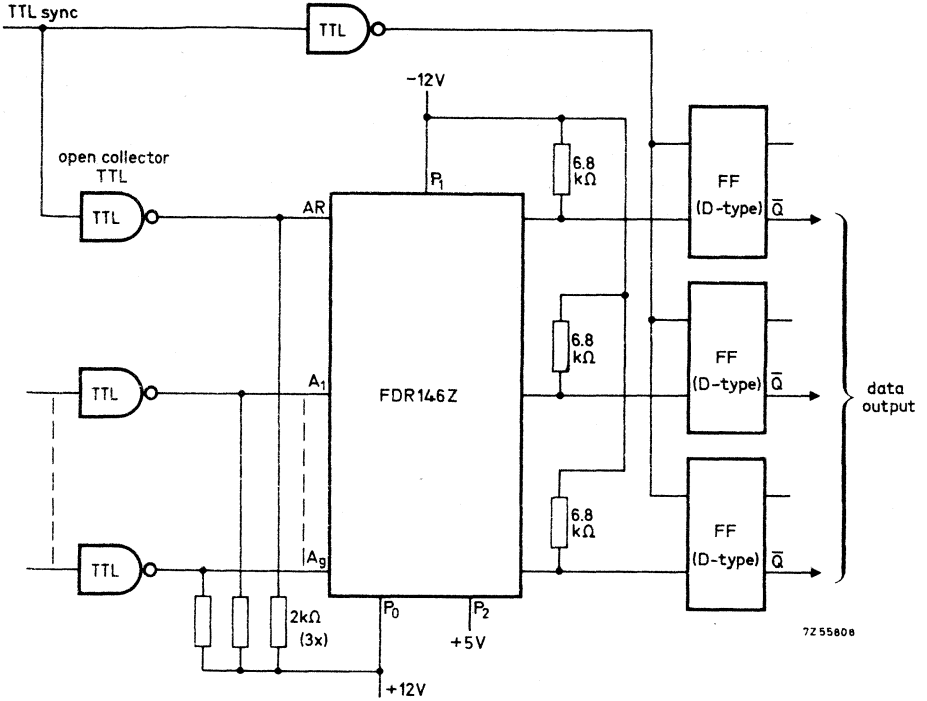 TTL sync
TTL
-12V
open collector
TTL
P1
6.8
kΩ
FF
(D-type)
Q̅
TTL
AR
6.8
kΩ
FF
(D-type)
Q̅
TTL
A1
FDR146Z
data
output
6.8
kΩ
FF
(D-type)
Q̅
TTL
A9
2kΩ
(3x)
P0
P2
+5V
+12V
7Z55808